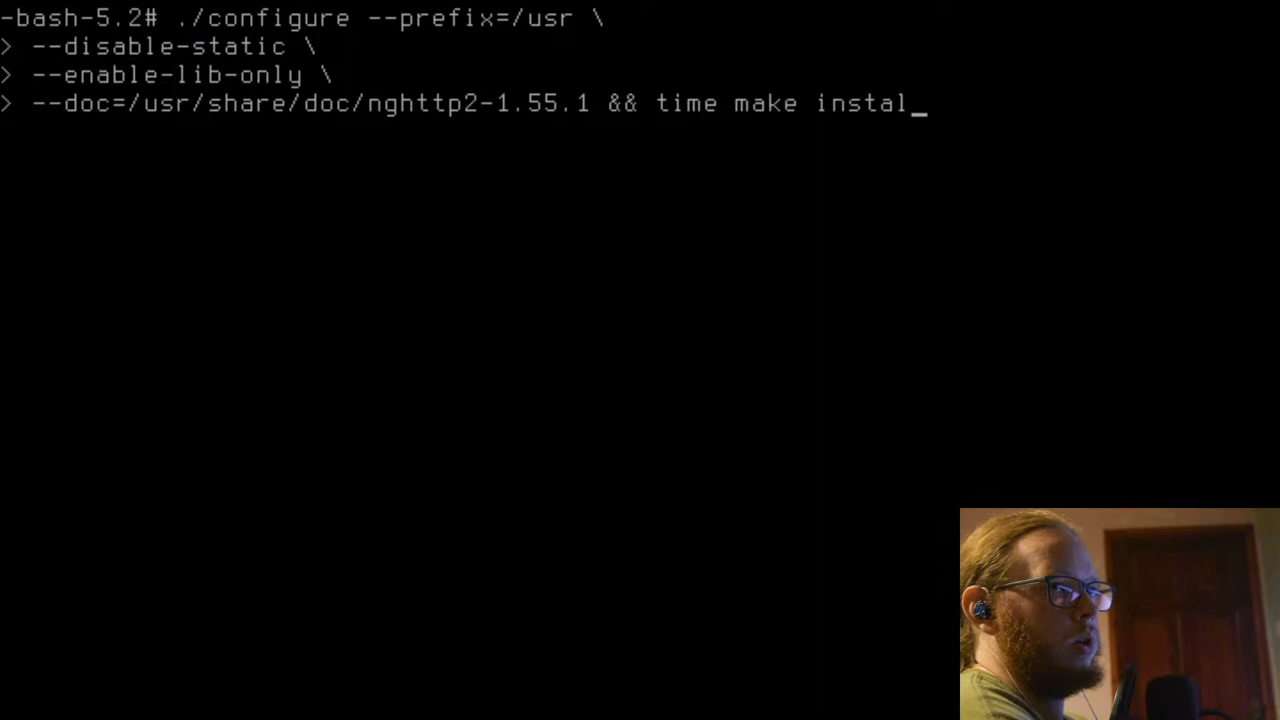 -bash-5.2# ./configure --prefix=/usr \
> --disable-static \
> --enable-lib-only \
> --doc=/usr/share/doc/nghttp2-1.55.1 && time make instal_